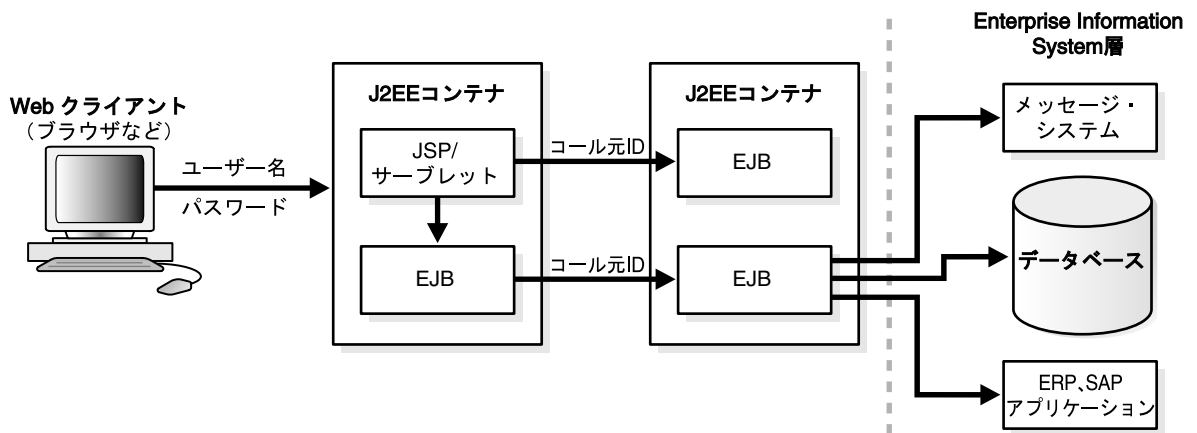 Enterprise Information
System層
Web クライアント
(ブラウザなど)
ユーザー名
パスワード
J2EEコンテナ
JSP/
サーブレット
EJB
コール元ID
コール元ID
J2EEコンテナ
EJB
EJB
メッセージ・
システム
データベース
ERP、SAP
アプリケーション